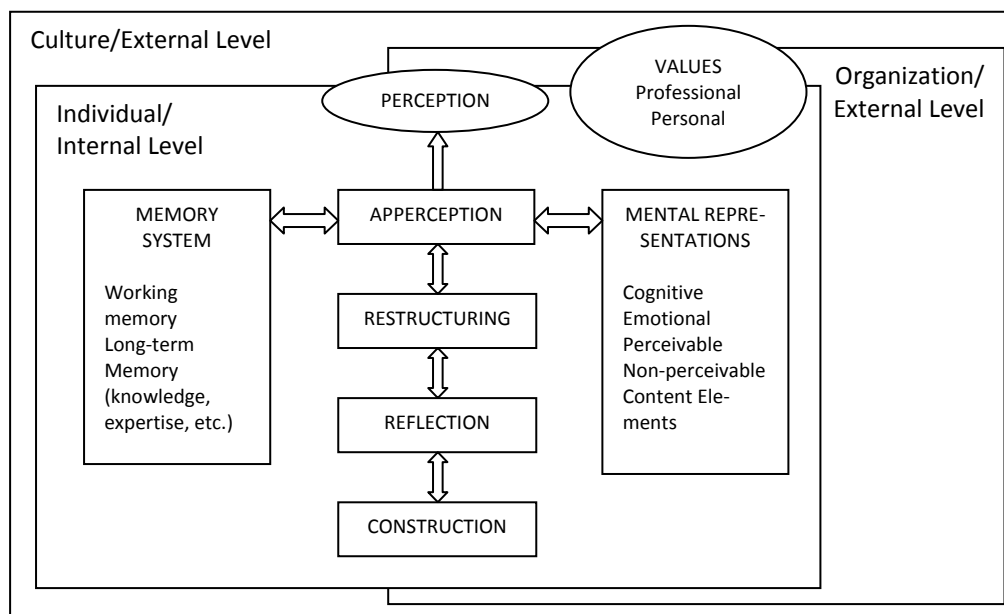 Culture/External Level
Organization/
External Level
Individual/
Internal Level
PERCEPTION
VALUES
Professional
Personal
MEMORY
SYSTEM
Working
memory
Long-term
Memory
(knowledge,
expertise, etc.)
APPERCEPTION
RESTRUCTURING
REFLECTION
CONSTRUCTION
MENTAL REPRE-
SENTATIONS
Cognitive
Emotional
Perceivable
Non-perceivable
Content Ele-
ments